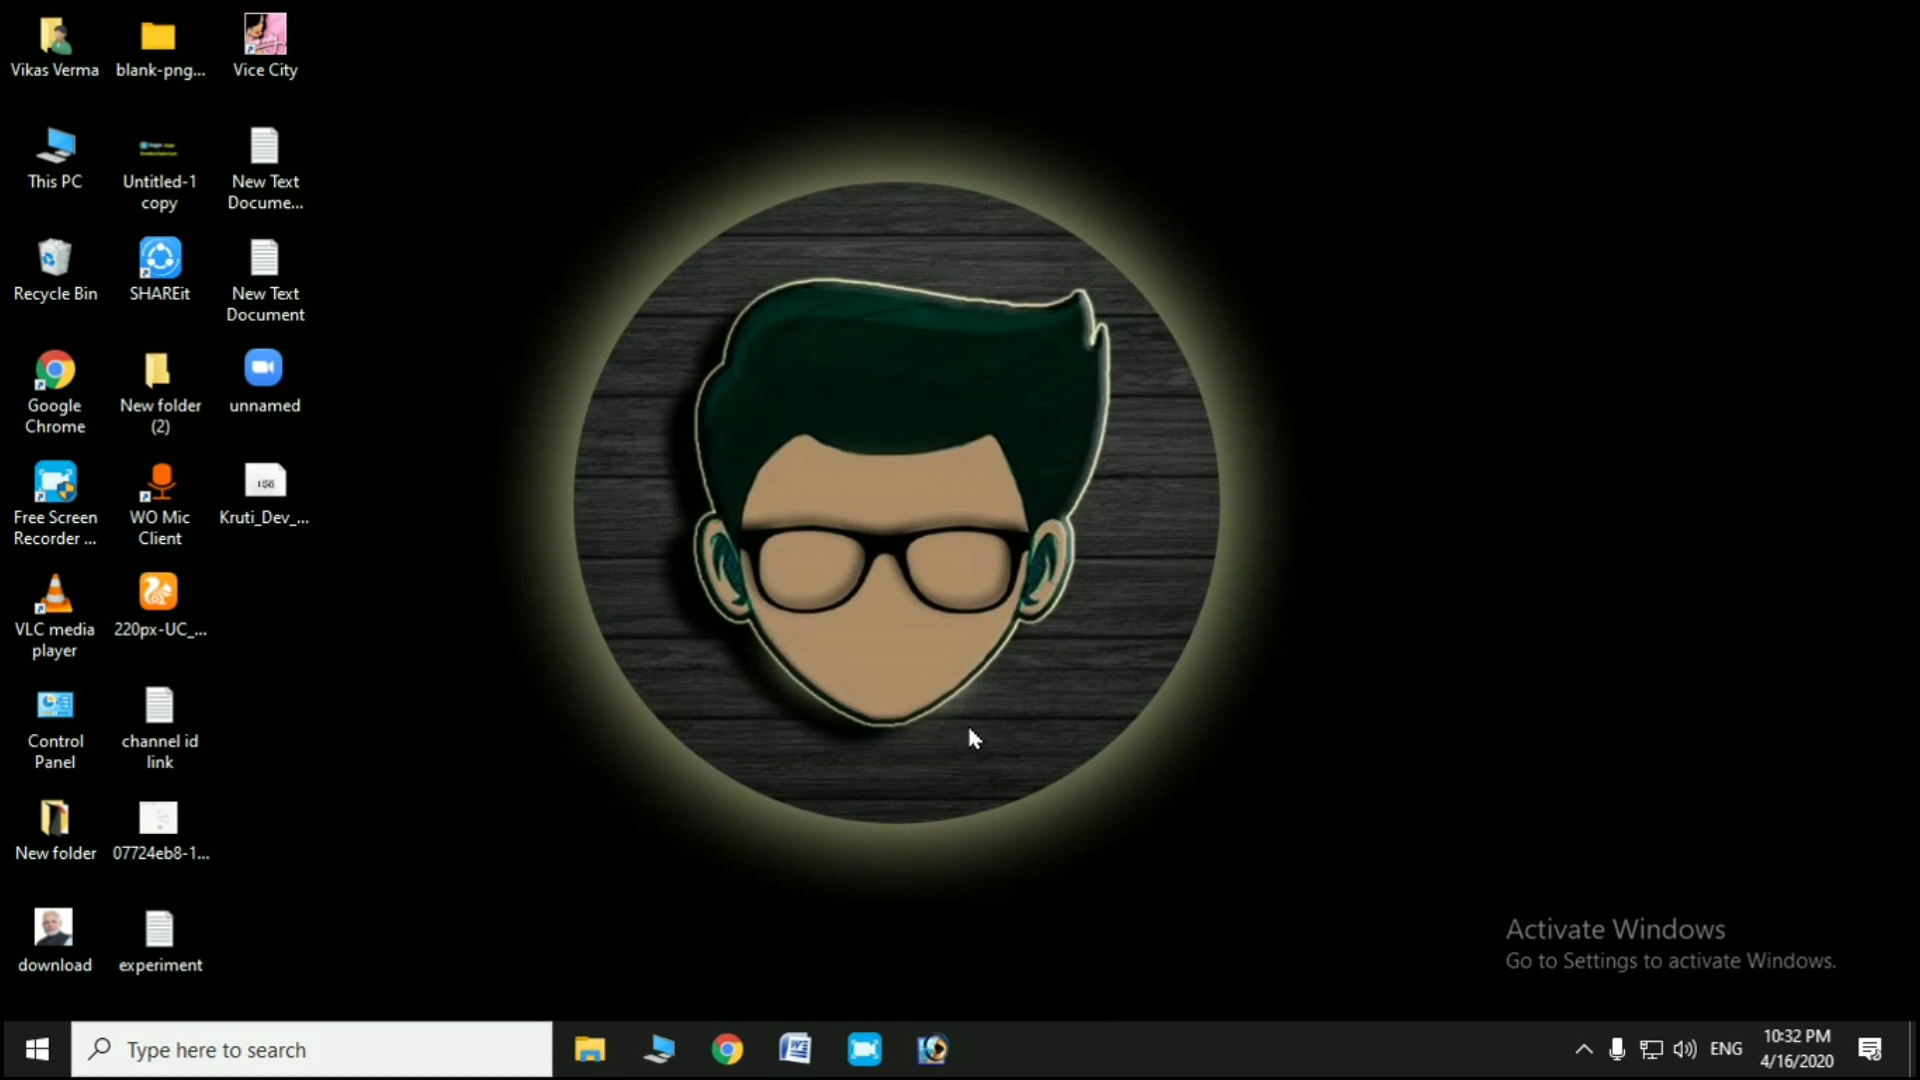 Vikas Verma
blank-png...
Vice City
This PC
Untitled-1
copy
New Text
Docume...
Recycle Bin
SHAREit
New Text
Document
Google
Chrome
New folder
(2)
unnamed
Free Screen
Recorder ...
WO Mic
Client
Kruti_Dev_...
VLC media
player
220px-UC_...
Control
Panel
channel id
link
New folder
07724eb8-1...
download
experiment
Activate Windows
Go to Settings to activate Windows.
Type here to search
ENG
10:32 PM
4/16/2020